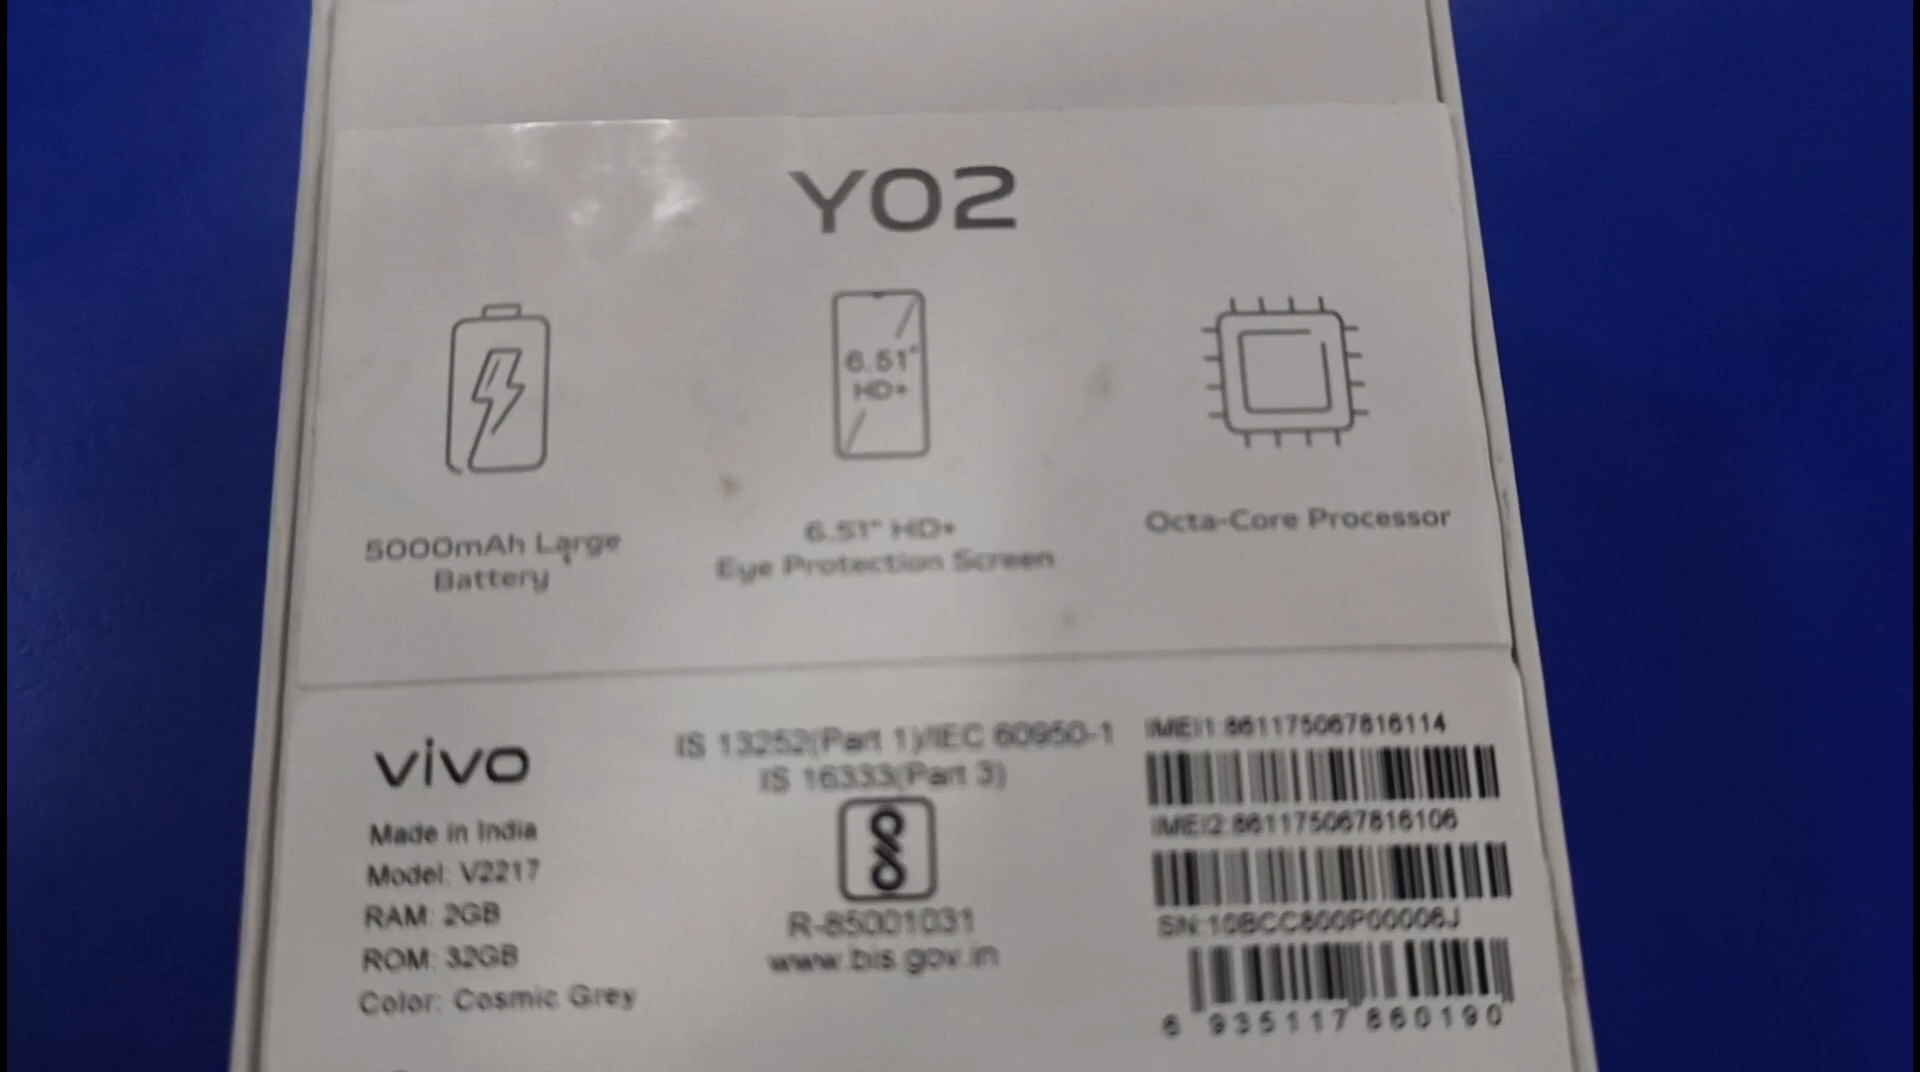 Y02
6.51"
HD+
5000mAh Large
Battery
6.51" HD+
Eye Protection Screen
Octa-Core Processor
vivo
Made in India
Model: V2217
RAM: 2GB
ROM: 32GB
Color: Cosmic Grey
IS 13252(Part 1)/IEC 60950-1
IS 16333(Part 3)
R-85001031
www.bis.gov.in
IMEI1:861175067816114
IMEI2:861175067816106
SN:10BCC800P00006J
6 935117 860190